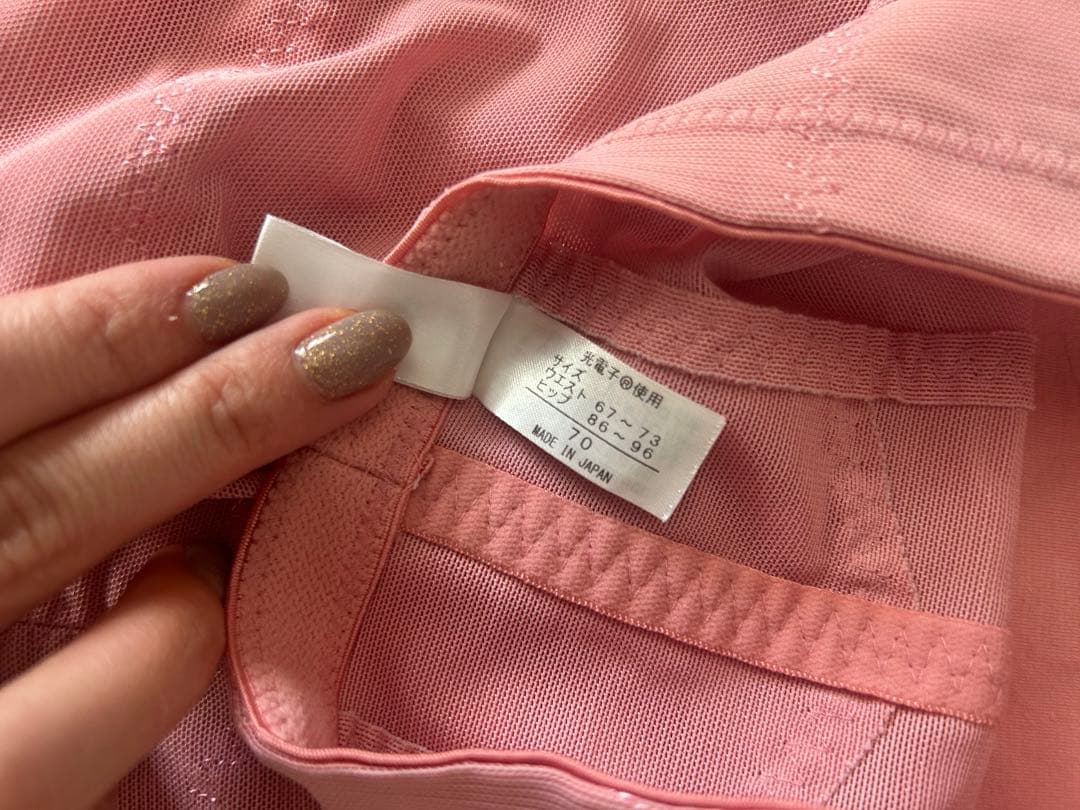 光電子®使用
サイズ
ウエスト 67～73
ヒップ 86～96
70
MADE IN JAPAN